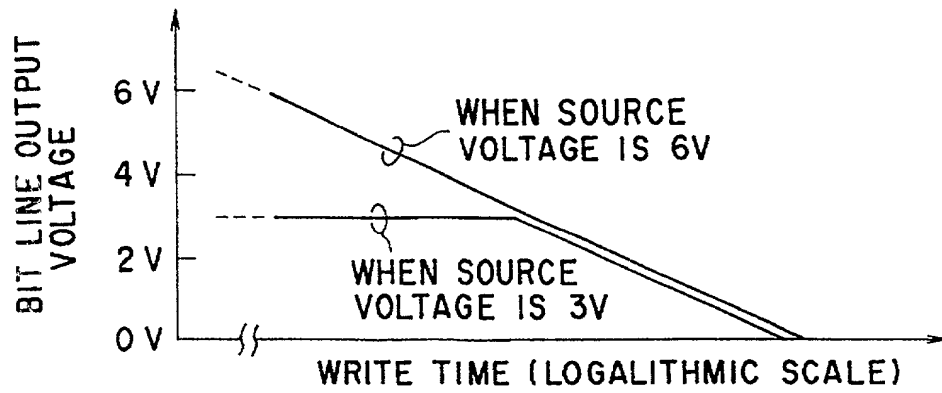 BIT LINE OUTPUT
VOLTAGE
6 V
4 V
2 V
0 V
WHEN SOURCE
VOLTAGE IS 6V
WHEN SOURCE
VOLTAGE IS 3V
WRITE TIME (LOGALITHMIC SCALE)